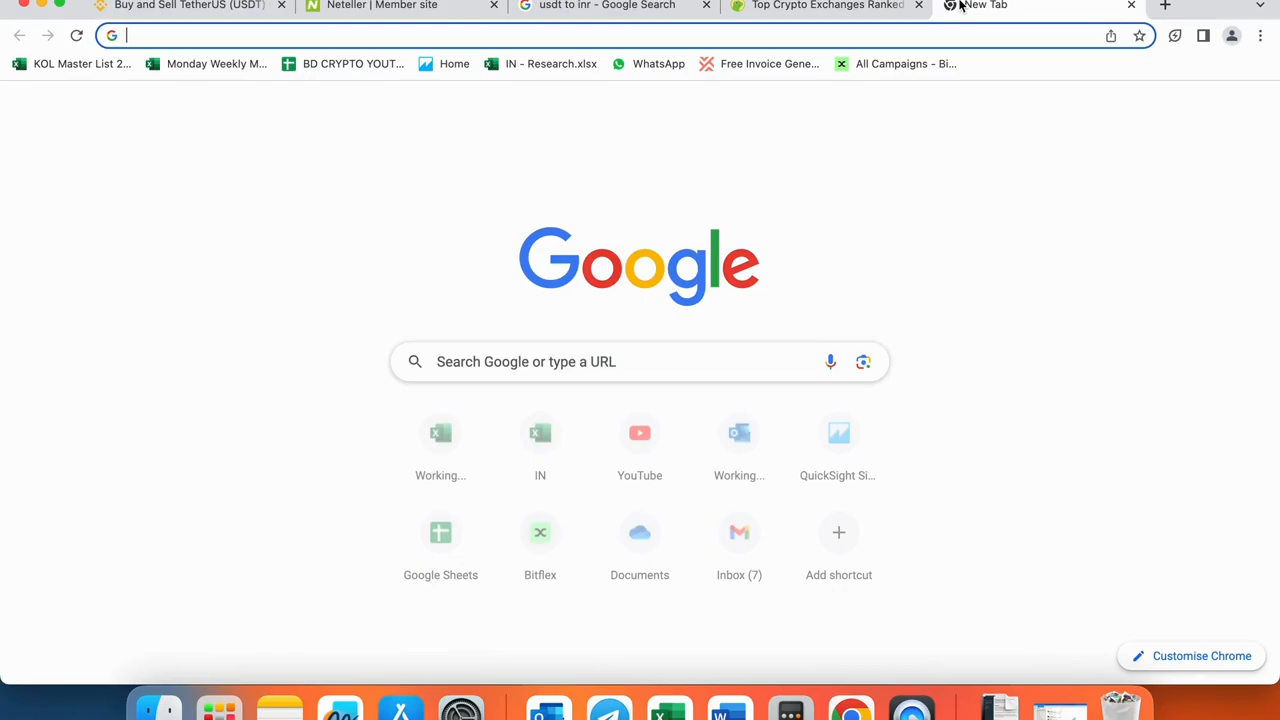 Buy and Sell TetherUS (USDT)
Neteller | Member site
usdt to inr - Google Search
Top Crypto Exchanges Ranked
New Tab
KOL Master List 2...
Monday Weekly M...
BD CRYPTO YOUT...
Home
IN - Research.xlsx
WhatsApp
Free Invoice Gene...
All Campaigns - Bi...
Google
Search Google or type a URL
Working...
IN
YouTube
Working...
QuickSight Si...
Google Sheets
Bitflex
Documents
Inbox (7)
Add shortcut
Customise Chrome